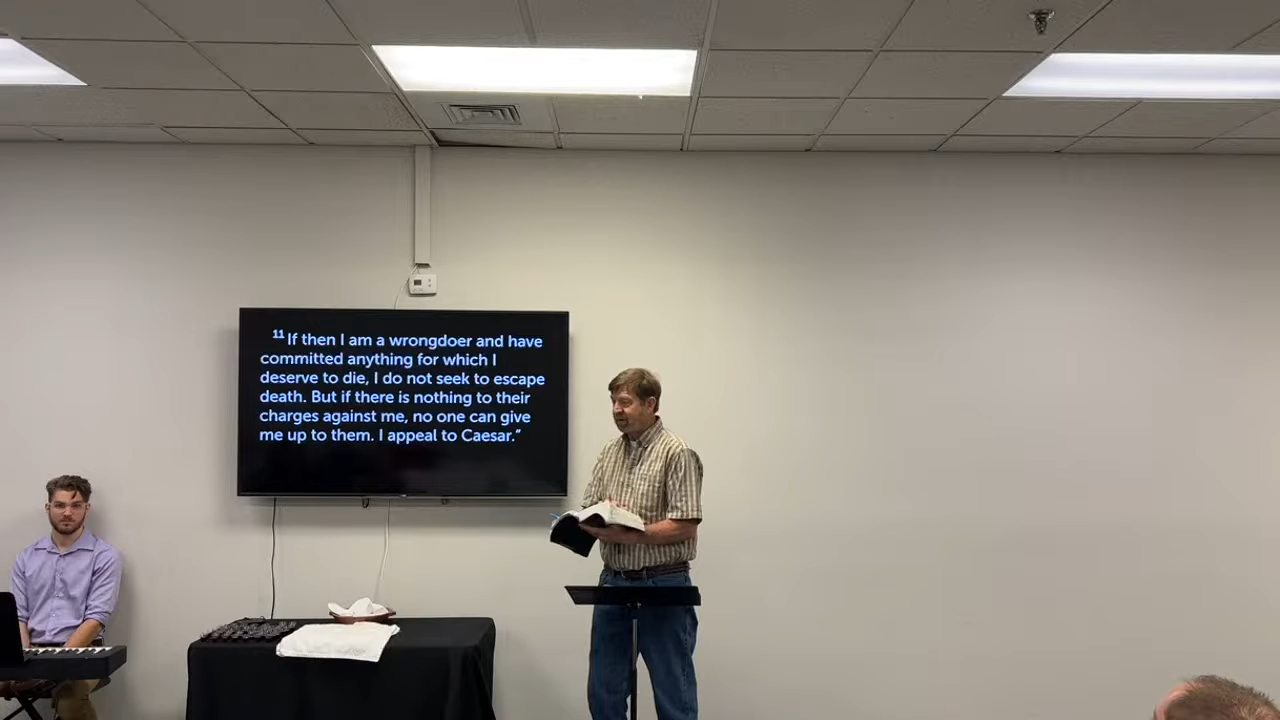 11 If then I am a wrongdoer and have
committed anything for which I
deserve to die, I do not seek to escape
death. But if there is nothing to their
charges against me, no one can give
me up to them. I appeal to Caesar.”